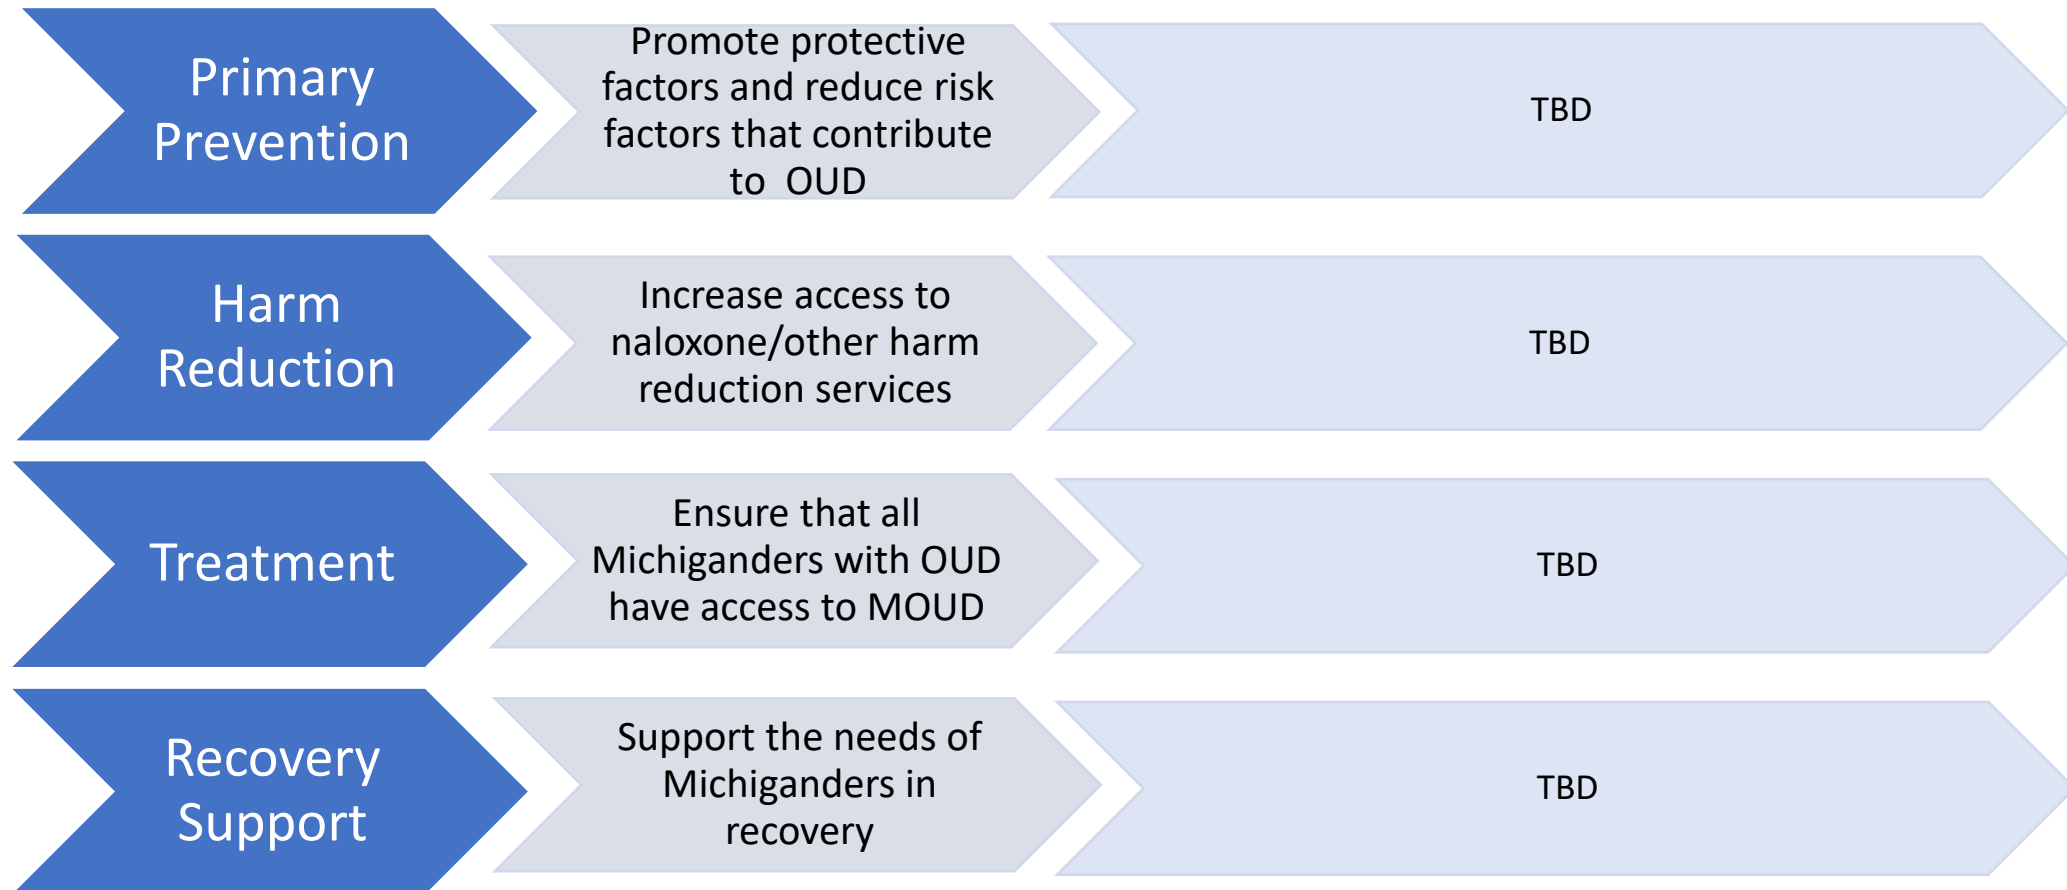 Primary
Prevention
Promote protective
factors and reduce risk
factors that contribute
to  OUD
TBD
Harm
Reduction
Increase access to
naloxone/other harm
reduction services
TBD
Treatment
Ensure that all
Michiganders with OUD
have access to MOUD
TBD
Recovery
Support
Support the needs of
Michiganders in
recovery
TBD